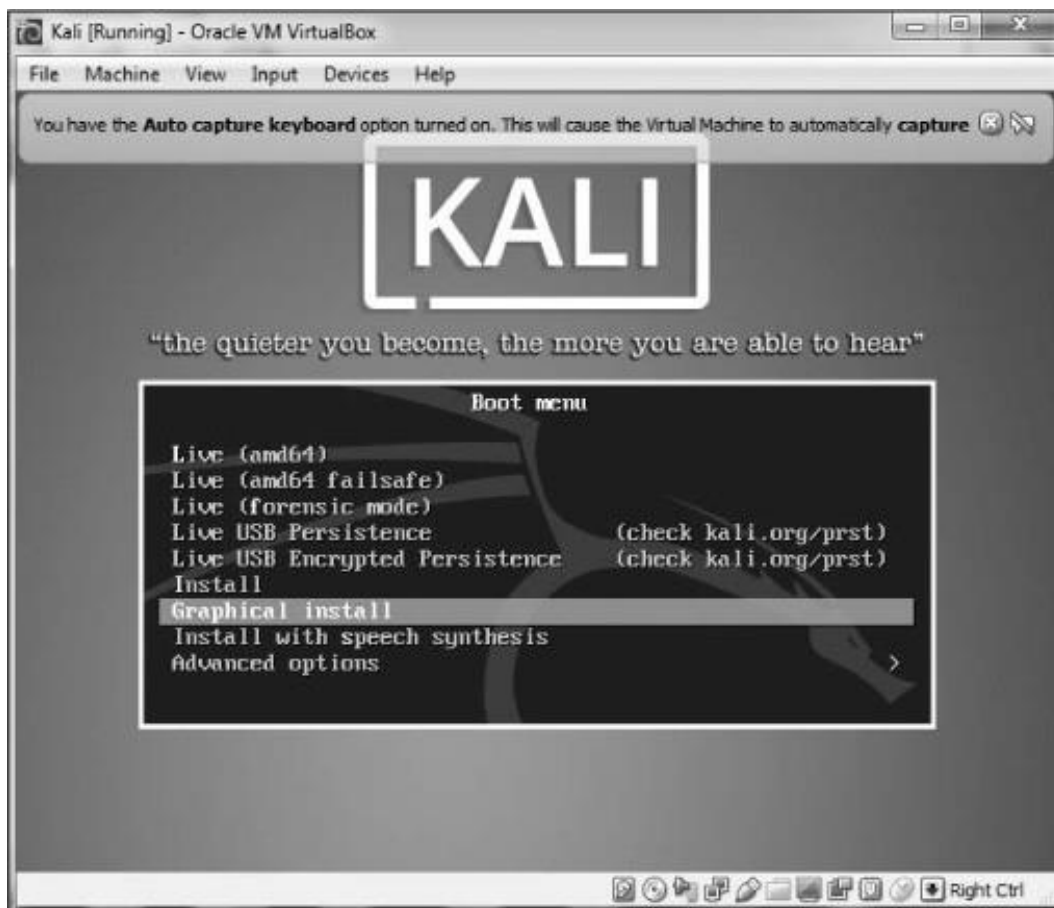 Kali [Running] - Oracle VM VirtualBox
File Machine View Input Devices Help
You have the Auto capture keyboard option turned on. This will cause the Virtual Machine to automatically capture
KALI
“the quieter you become, the more you are able to hear”
Boot menu
Live (amd64)
Live (amd64 failsafe)
Live (forensic mode)
Live USB Persistence (check kali.org/prst)
Live USB Encrypted Persistence (check kali.org/prst)
Install
Graphical install
Install with speech synthesis
Advanced options >
Right Ctrl